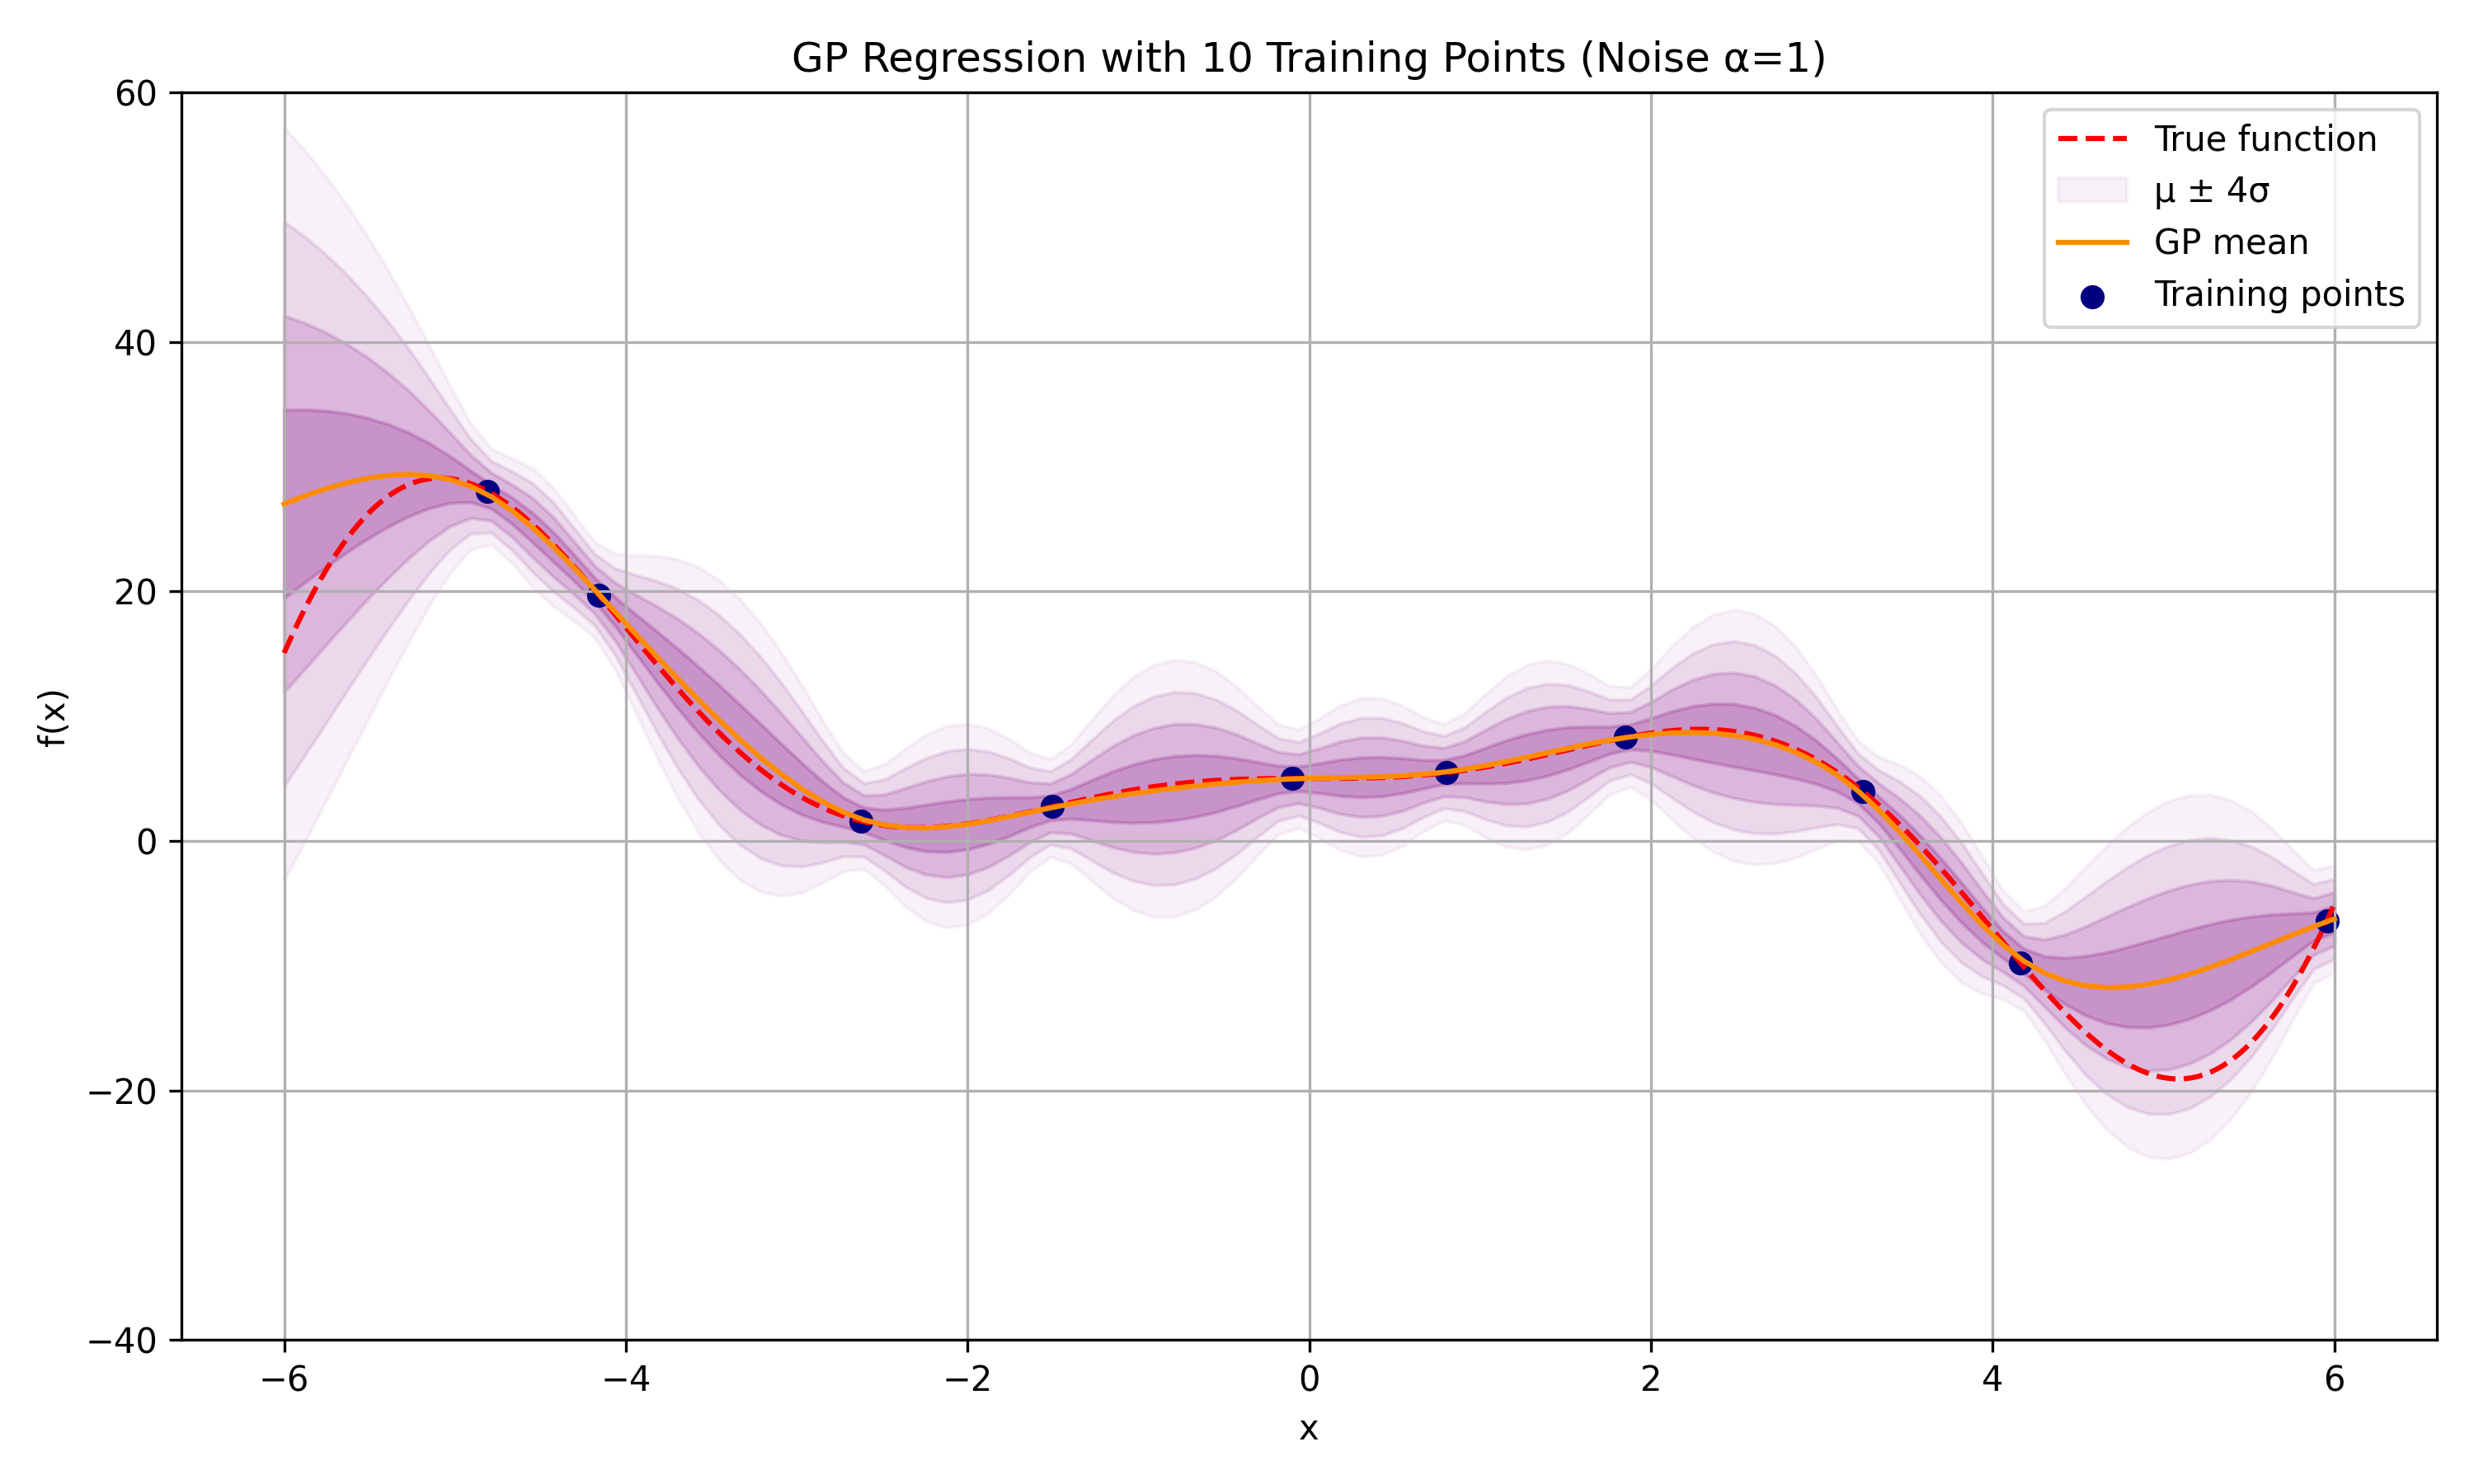 GP Regression with 10 Training Points (Noise α=1)
60
40
20
0
−20
−40
f(x)
True function
μ ± 4σ
GP mean
Training points
−6
−4
−2
0
2
4
6
x